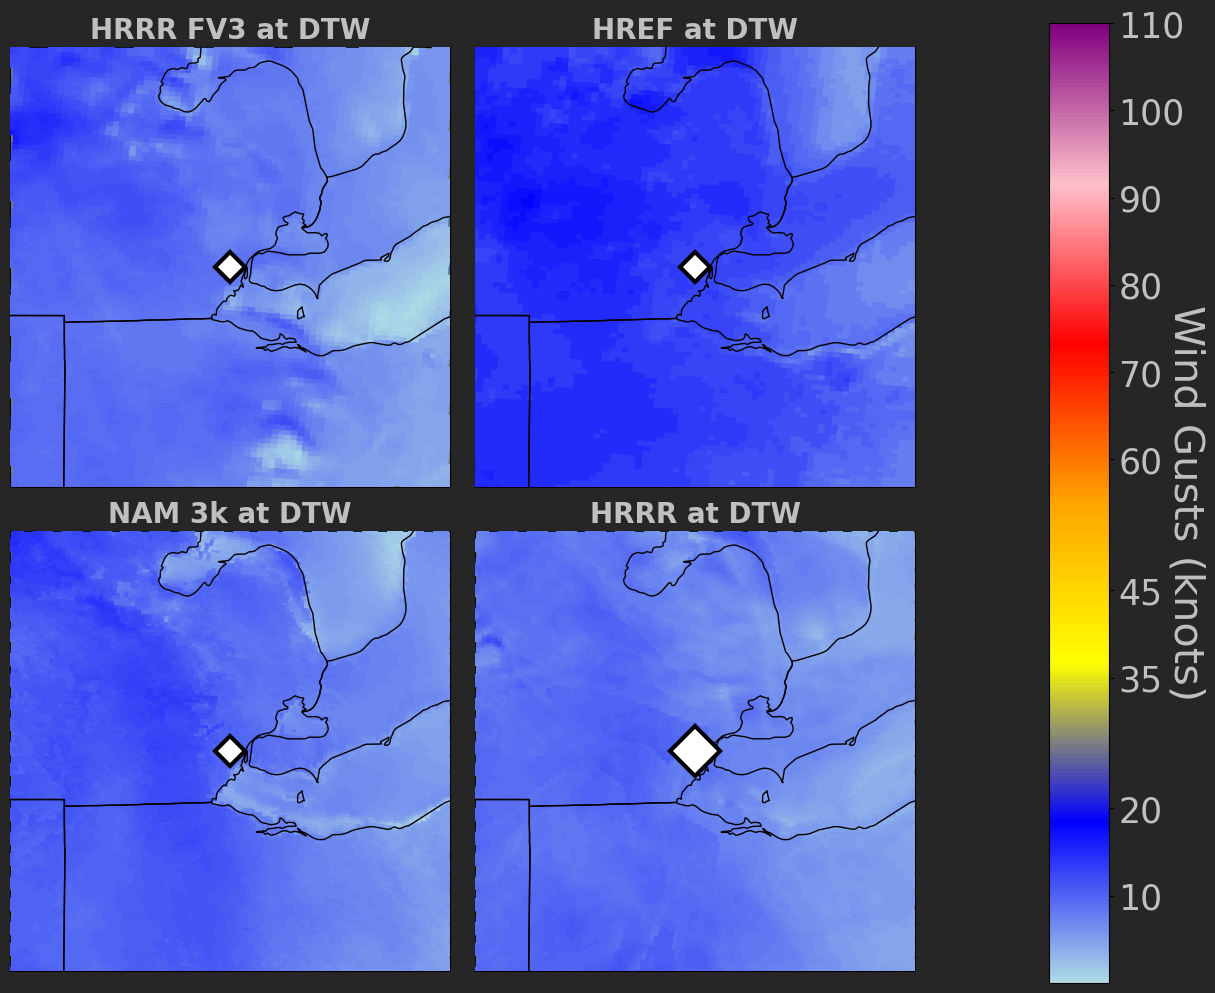 HRRR FV3 at DTW
HREF at DTW
NAM 3k at DTW
HRRR at DTW
110
100
90
80
70
60
45
35
20
10
Wind Gusts (knots)